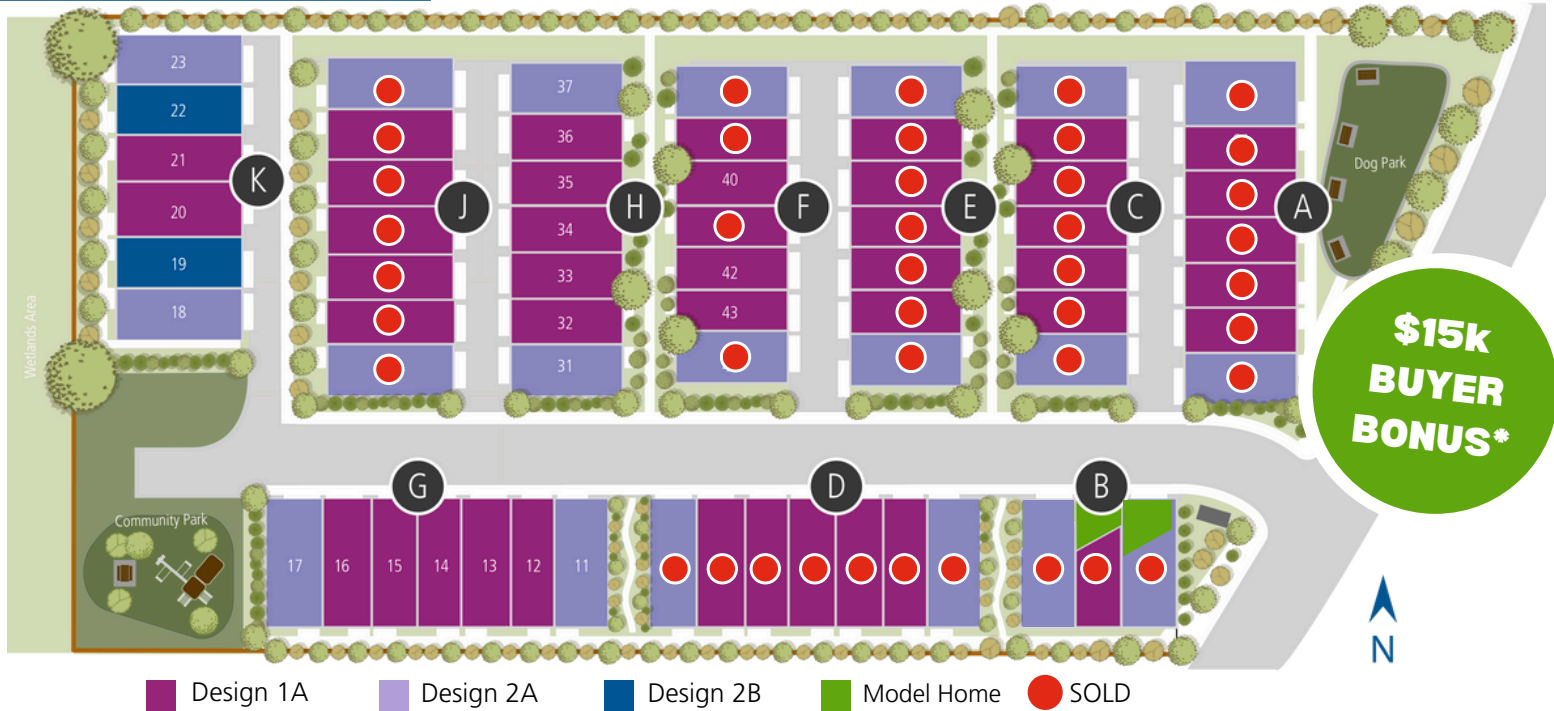 23
22
21
20
19
18
K
J
37
36
35
34
33
32
31
H
40
42
43
F
E
C
A
Dog Park
Wetlands Area
$15k
BUYER
BONUS*
G
D
B
Community Park
17
16
15
14
13
12
11
N
Design 1A
Design 2A
Design 2B
Model Home
SOLD